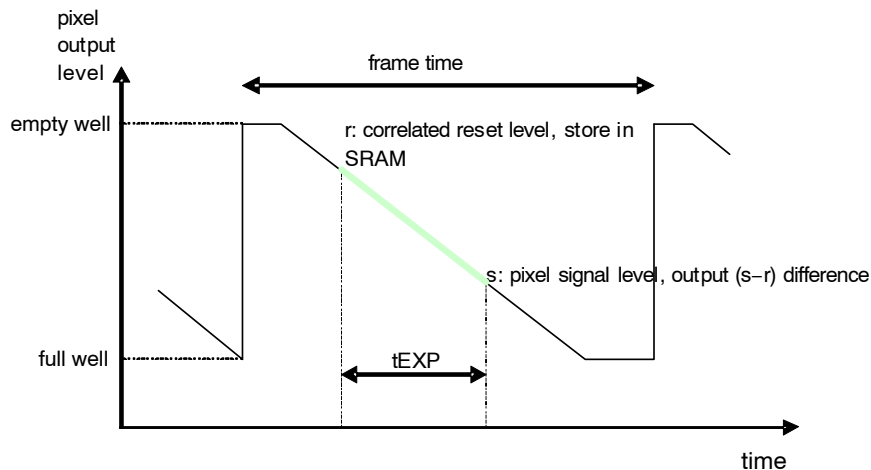 pixel
output
level
frame time
empty well
r: correlated reset level, store in
SRAM
s: pixel signal level, output (s−r) difference
full well
tEXP
time